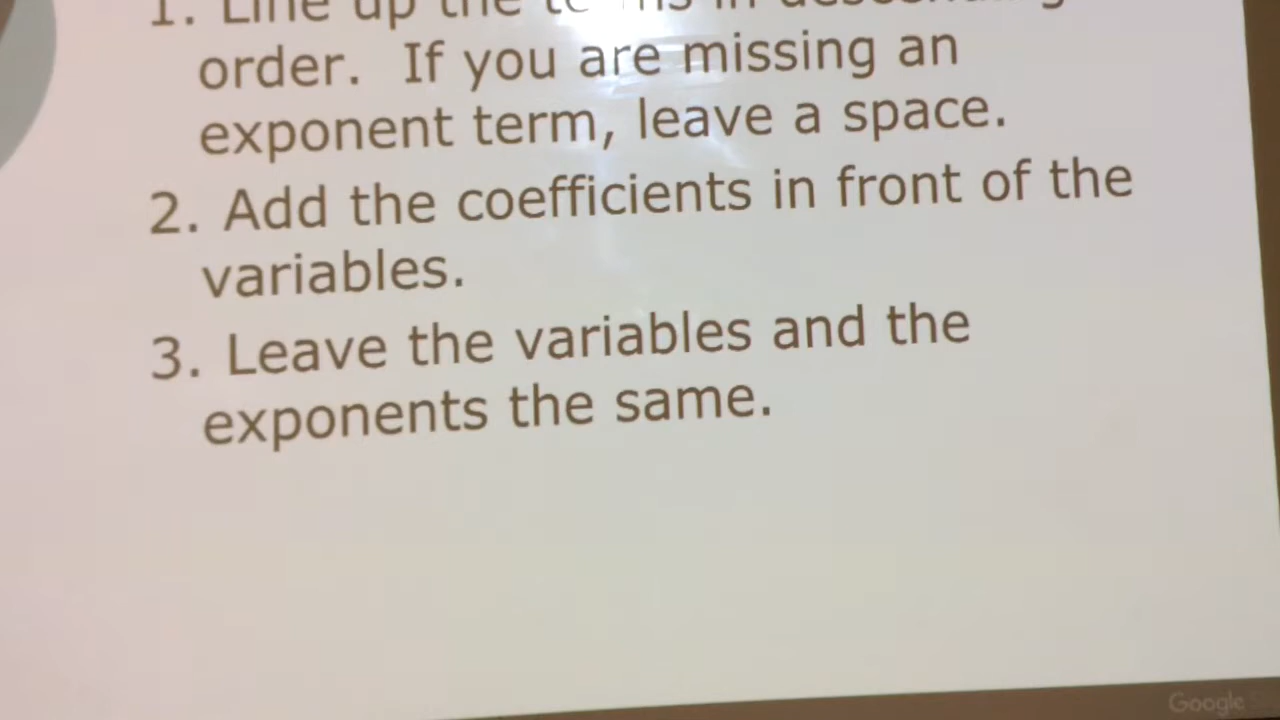 1. Line up the terms in descending
order. If you are missing an
exponent term, leave a space.
2. Add the coefficients in front of the
variables.
3. Leave the variables and the
exponents the same.
Google